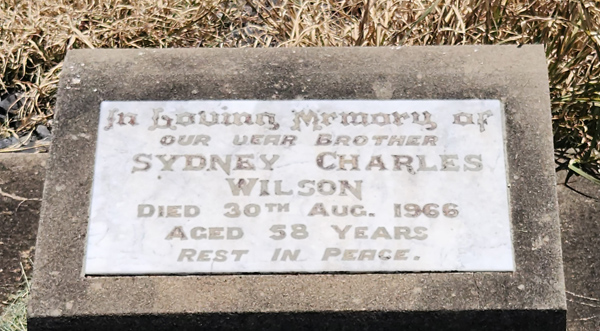 In Loving Memory of
OUR DEAR BROTHER
SYDNEY CHARLES
WILSON
DIED 30TH AUG. 1966
AGED 58 YEARS
REST IN PEACE.